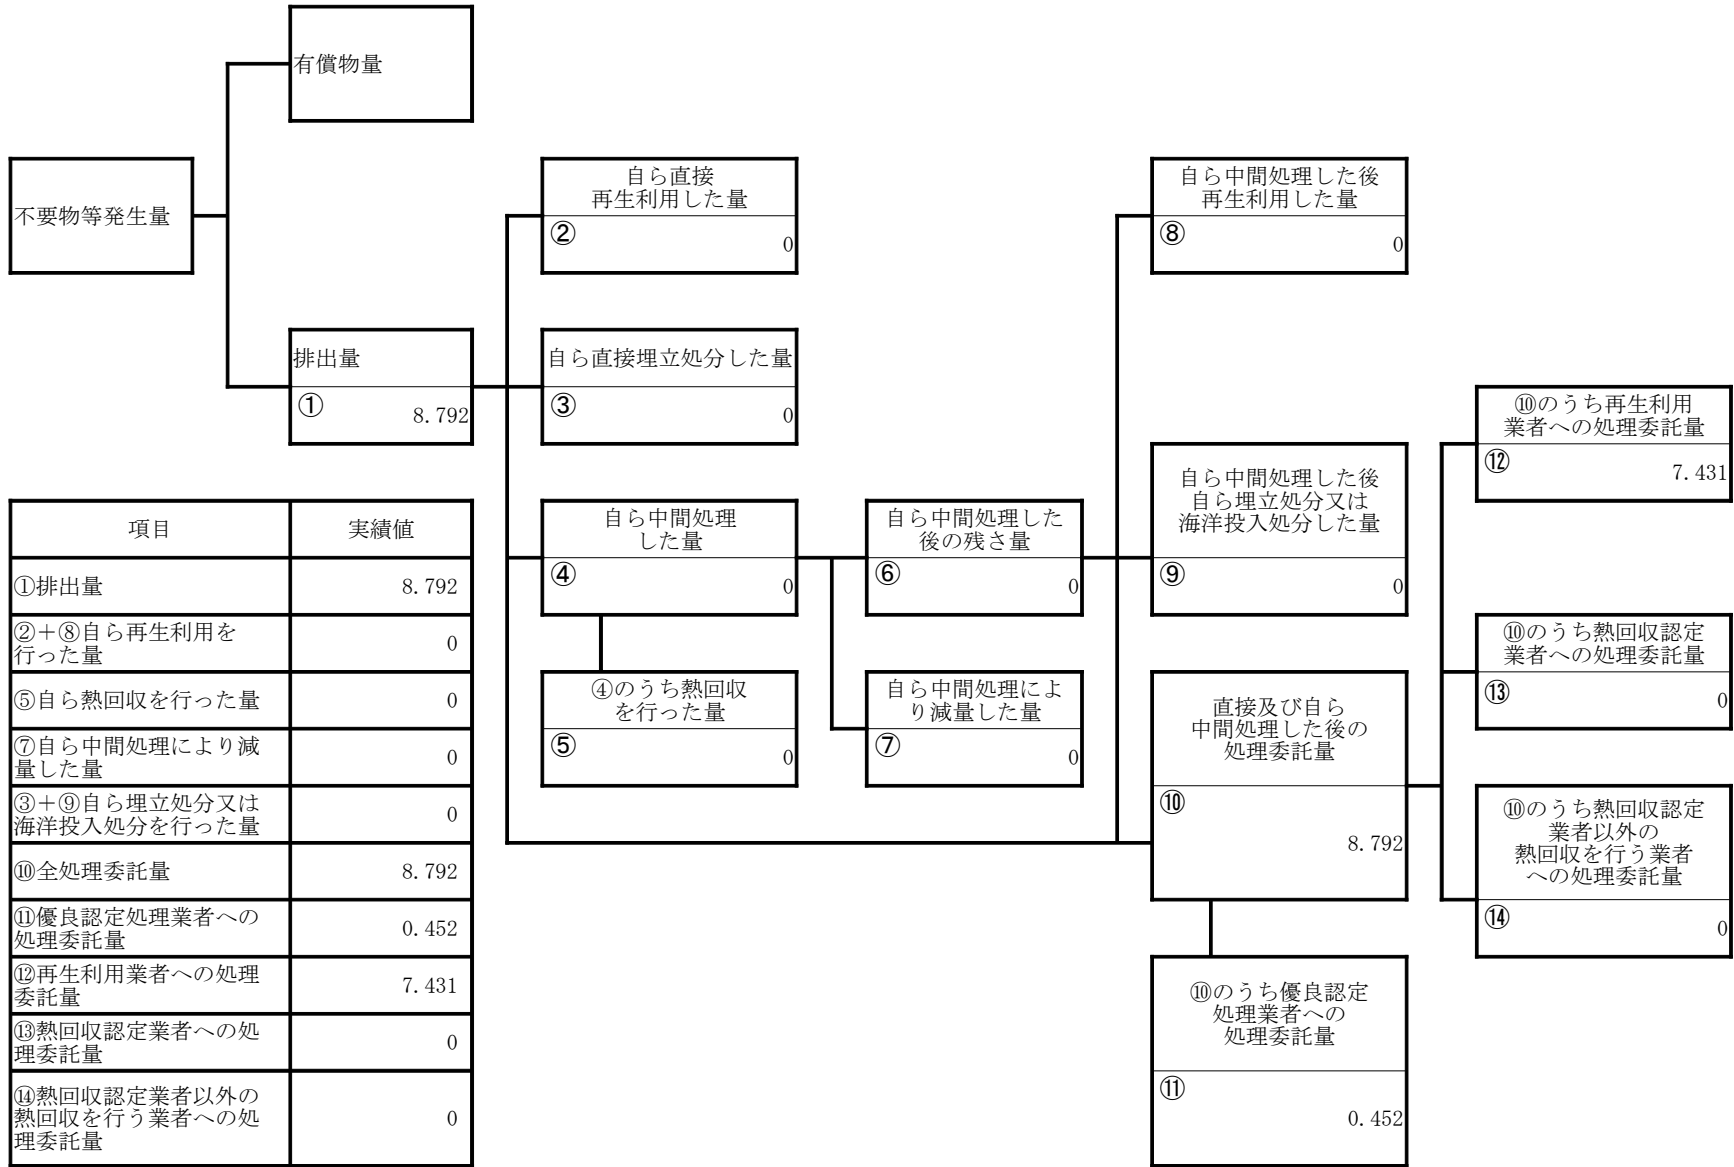 有償物量
不要物等発生量
自ら直接
再生利用した量
②
0
自ら中間処理した後
再生利用した量
⑧
0
排出量
①
8.792
自ら直接埋立処分した量
③
0
⑩のうち再生利用
業者への処理委託量
⑫
7.431
自ら中間処理
した量
④
0
自ら中間処理した
後の残さ量
⑥
0
自ら中間処理した後
自ら埋立処分又は
海洋投入処分した量
⑨
0
⑩のうち熱回収認定
業者への処理委託量
⑬
0
④のうち熱回収
を行った量
⑤
0
自ら中間処理によ
り減量した量
⑦
0
直接及び自ら
中間処理した後の
処理委託量
⑩
8.792
⑩のうち熱回収認定
業者以外の
熱回収を行う業者
への処理委託量
⑭
0
⑩のうち優良認定
処理業者への
処理委託量
⑪
0.452
項目 実績値
①排出量 8.792
②＋⑧自ら再生利用を
行った量 0
⑤自ら熱回収を行った量 0
⑦自ら中間処理により減
量した量 0
③＋⑨自ら埋立処分又は
海洋投入処分を行った量 0
⑩全処理委託量 8.792
⑪優良認定処理業者への
処理委託量 0.452
⑫再生利用業者への処理
委託量 7.431
⑬熱回収認定業者への処
理委託量 0
⑭熱回収認定業者以外の
熱回収を行う業者への処
理委託量 0